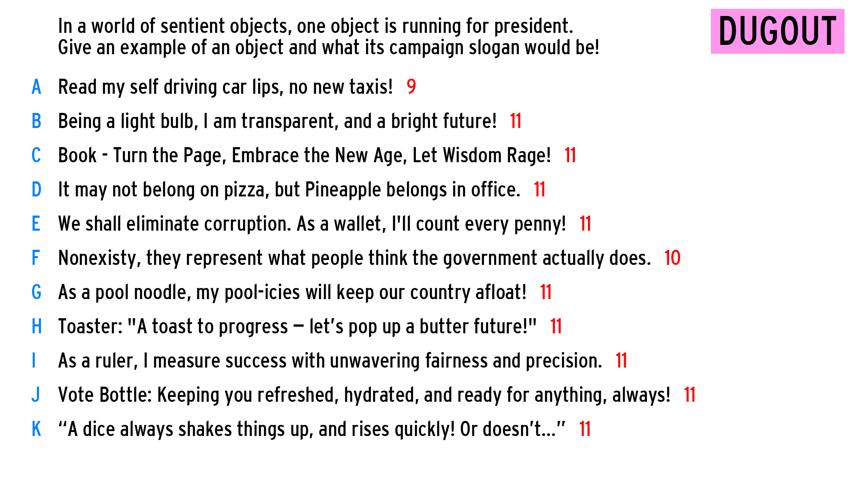 In a world of sentient objects, one object is running for president.
Give an example of an object and what its campaign slogan would be!
DUGOUT
A Read my self driving car lips, no new taxis! 9
B Being a light bulb, I am transparent, and a bright future! 11
C Book - Turn the Page, Embrace the New Age, Let Wisdom Rage! 11
D It may not belong on pizza, but Pineapple belongs in office. 11
E We shall eliminate corruption. As a wallet, I'll count every penny! 11
F Nonexisty, they represent what people think the government actually does. 10
G As a pool noodle, my pool-icies will keep our country afloat! 11
H Toaster: "A toast to progress – let’s pop up a butter future!" 11
I As a ruler, I measure success with unwavering fairness and precision. 11
J Vote Bottle: Keeping you refreshed, hydrated, and ready for anything, always! 11
K “A dice always shakes things up, and rises quickly! Or doesn’t...” 11